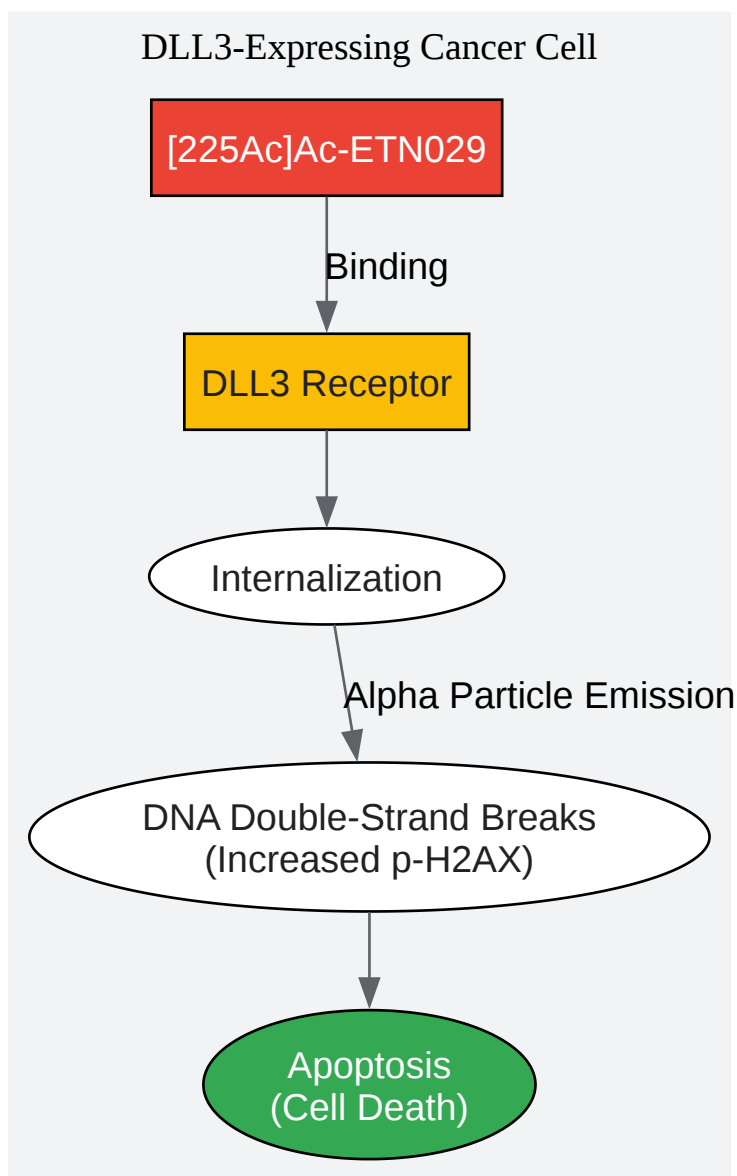 DLL3-Expressing Cancer Cell
[225Ac]Ac-ETN029
Binding
DLL3 Receptor
Internalization
Alpha Particle Emission
DNA Double-Strand Breaks
(Increased p-H2AX)
Apoptosis
(Cell Death)